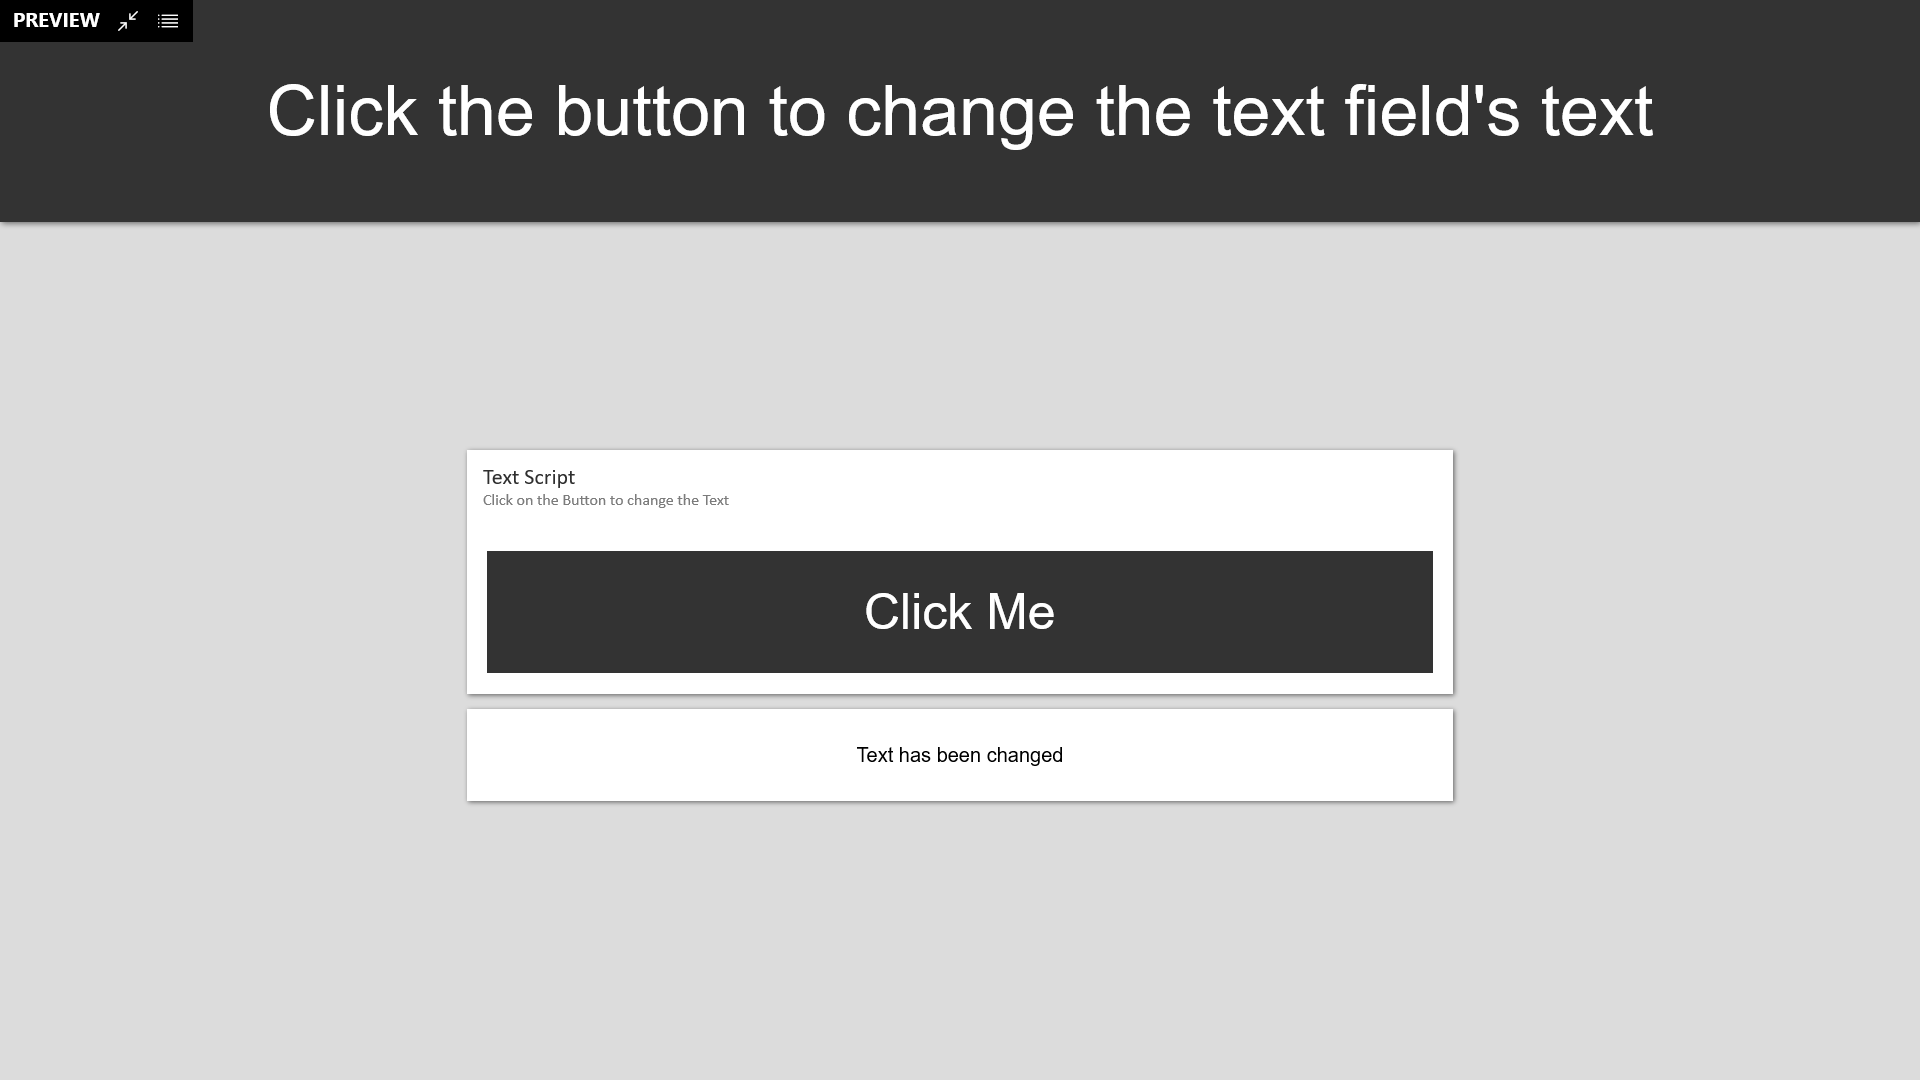 PREVIEW
Click the button to change the text field's text
Text Script
Click on the Button to change the Text
Click Me
Text has been changed